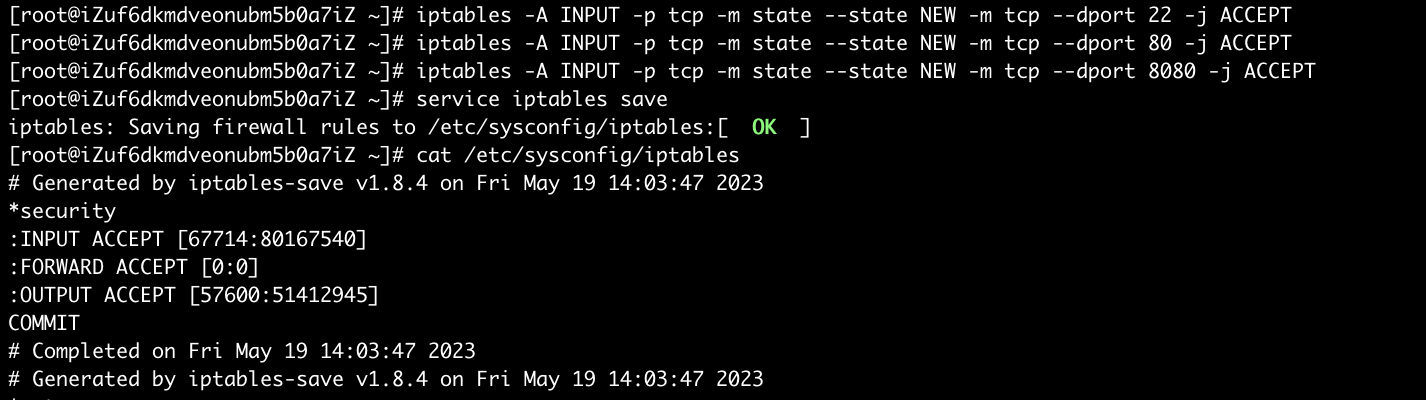 [root@iZuf6dkmdveonubm5b0a7iZ ~]# iptables -A INPUT -p tcp -m state --state NEW -m tcp --dport 22 -j ACCEPT
[root@iZuf6dkmdveonubm5b0a7iZ ~]# iptables -A INPUT -p tcp -m state --state NEW -m tcp --dport 80 -j ACCEPT
[root@iZuf6dkmdveonubm5b0a7iZ ~]# iptables -A INPUT -p tcp -m state --state NEW -m tcp --dport 8080 -j ACCEPT
[root@iZuf6dkmdveonubm5b0a7iZ ~]# service iptables save
iptables: Saving firewall rules to /etc/sysconfig/iptables:[  OK  ]
[root@iZuf6dkmdveonubm5b0a7iZ ~]# cat /etc/sysconfig/iptables
# Generated by iptables-save v1.8.4 on Fri May 19 14:03:47 2023
*security
:INPUT ACCEPT [67714:80167540]
:FORWARD ACCEPT [0:0]
:OUTPUT ACCEPT [57600:51412945]
COMMIT
# Completed on Fri May 19 14:03:47 2023
# Generated by iptables-save v1.8.4 on Fri May 19 14:03:47 2023